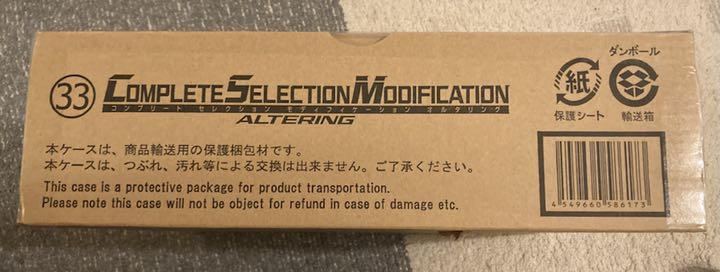 33
COMPLETE SELECTION MODIFICATION
コンプリート セレクション モディフィケーション オルタリング
ALTERING
本ケースは、商品輸送用の保護梱包材です。
本ケースは、つぶれ、汚れ等による交換は出来ません。ご了承ください。
This case is a protective package for product transportation.
Please note this case will not be object for refund in case of damage etc.
紙
保護シート
ダンボール
輸送箱
4 549660 586173